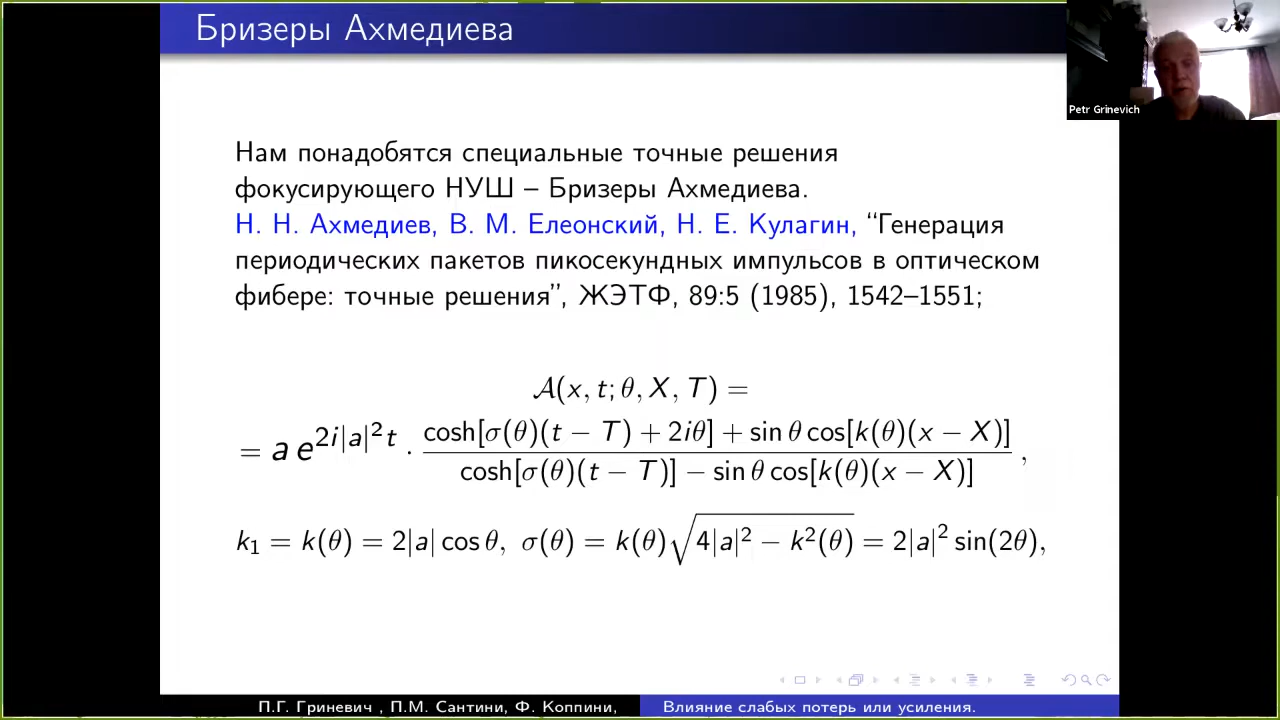 Бризеры Ахмедиева
Petr Grinevich
Нам понадобятся специальные точные решения
фокусирующего НУШ – Бризеры Ахмедиева.
Н. Н. Ахмедиев, В. М. Елеонский, Н. Е. Кулагин, “Генерация
периодических пакетов пикосекундных импульсов в оптическом
фибере: точные решения”, ЖЭТФ, 89:5 (1985), 1542–1551;
𝒜(x, t; θ, X, T) =
= a e^{2i|a|^2 t} · \frac{cosh[σ(θ)(t − T) + 2iθ] + sin θ cos[k(θ)(x − X)]}{cosh[σ(θ)(t − T)] − sin θ cos[k(θ)(x − X)]} ,
k_1 = k(θ) = 2|a| cos θ, σ(θ) = k(θ)\sqrt{4|a|^2 − k^2(θ)} = 2|a|^2 sin(2θ),
П.Г. Гриневич , П.М. Сантини, Ф. Коппини,
Влияние слабых потерь или усиления.